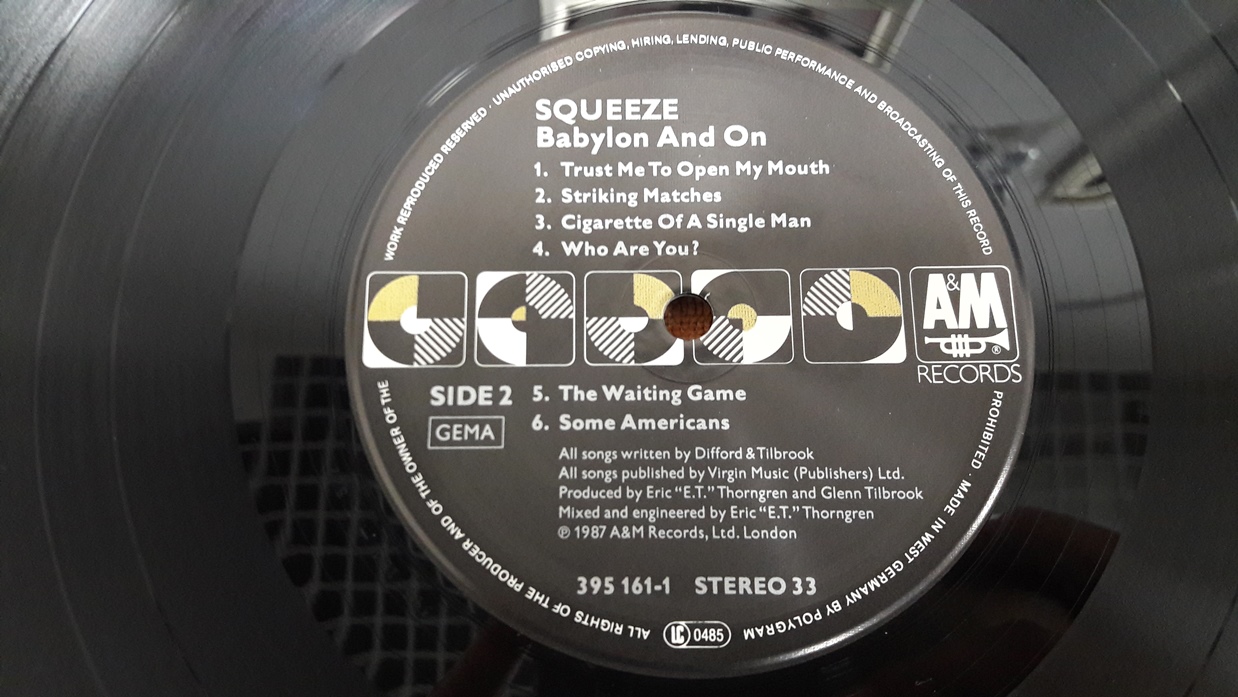 SQUEEZE
Babylon And On
1. Trust Me To Open My Mouth
2. Striking Matches
3. Cigarette Of A Single Man
4. Who Are You?
A&M
®
RECORDS
SIDE 2
GEMA
5. The Waiting Game
6. Some Americans
All songs written by Difford & Tilbrook
All songs published by Virgin Music (Publishers) Ltd.
Produced by Eric “E.T.” Thorngren and Glenn Tilbrook
Mixed and engineered by Eric “E.T.” Thorngren
℗ 1987 A&M Records, Ltd. London
395 161-1 STEREO 33
LC 0485
ALL RIGHTS OF THE PRODUCER AND OF THE OWNER OF THE WORK REPRODUCED RESERVED · UNAUTHORISED COPYING, HIRING, LENDING, PUBLIC PERFORMANCE AND BROADCASTING OF THIS RECORD PROHIBITED · MADE IN WEST GERMANY BY POLYGRAM